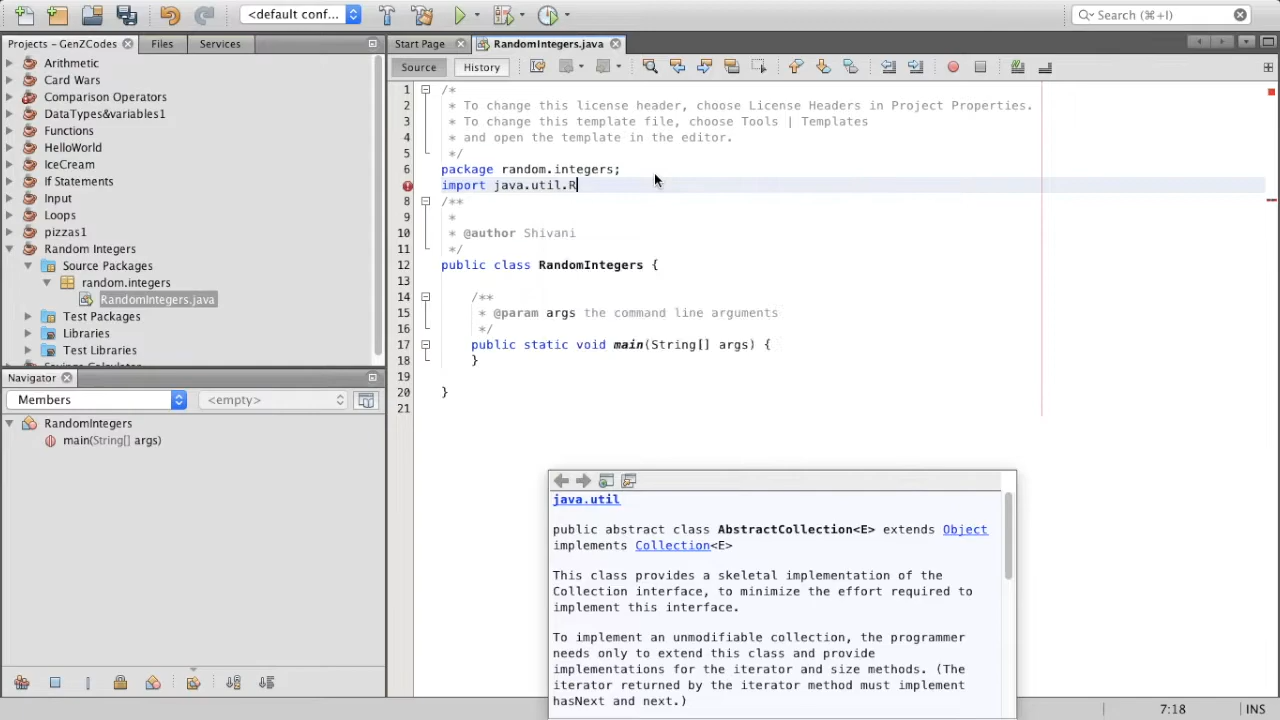 <default conf...
Search (⌘+I)
Projects - GenZCodes
Files
Services
Start Page
RandomIntegers.java
Source
History
Arithmetic
Card Wars
Comparison Operators
DataTypes&variables1
Functions
HelloWorld
IceCream
If Statements
Input
Loops
pizzas1
Random Integers
Source Packages
random.integers
RandomIntegers.java
Test Packages
Libraries
Test Libraries
Navigator
Members
<empty>
RandomIntegers
main(String[] args)
1 /*
2 * To change this license header, choose License Headers in Project Properties.
3 * To change this template file, choose Tools | Templates
4 * and open the template in the editor.
5 */
6 package random.integers;
import java.util.R
8 /**
9 *
10 * @author Shivani
11 */
12 public class RandomIntegers {
13
14 /**
15 * @param args the command line arguments
16 */
17 public static void main(String[] args) {
18 }
19
20 }
21
java.util
public abstract class AbstractCollection<E> extends Object
implements Collection<E>
This class provides a skeletal implementation of the
Collection interface, to minimize the effort required to
implement this interface.
To implement an unmodifiable collection, the programmer
needs only to extend this class and provide
implementations for the iterator and size methods. (The
iterator returned by the iterator method must implement
hasNext and next.)
7:18
INS